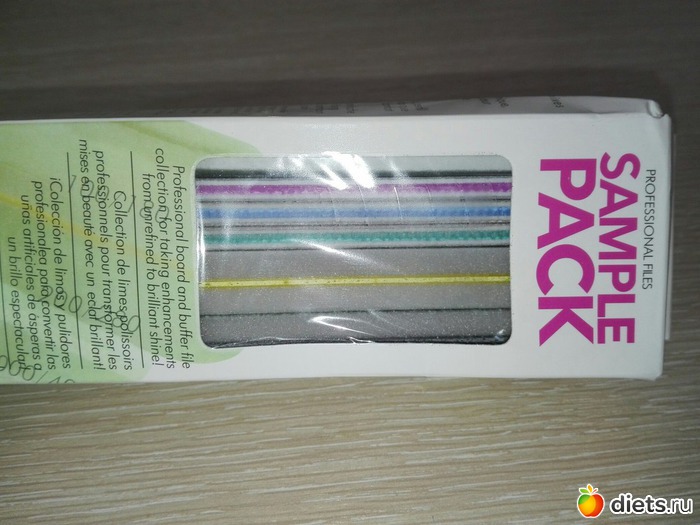 PROFESSIONAL FILES
SAMPLE
PACK
Professional board and buffer file
collection for taking enhancements
from unrefined to brilliant shine!
Collection de limes polissoirs
professionnels pour transformer les
mises en beauté avec un eclat brillant!
¡Colección de limos y pulidores
profesionalea para convertir las
uñas artificiales de ásperas a
un brillo espectacular!
diets.ru